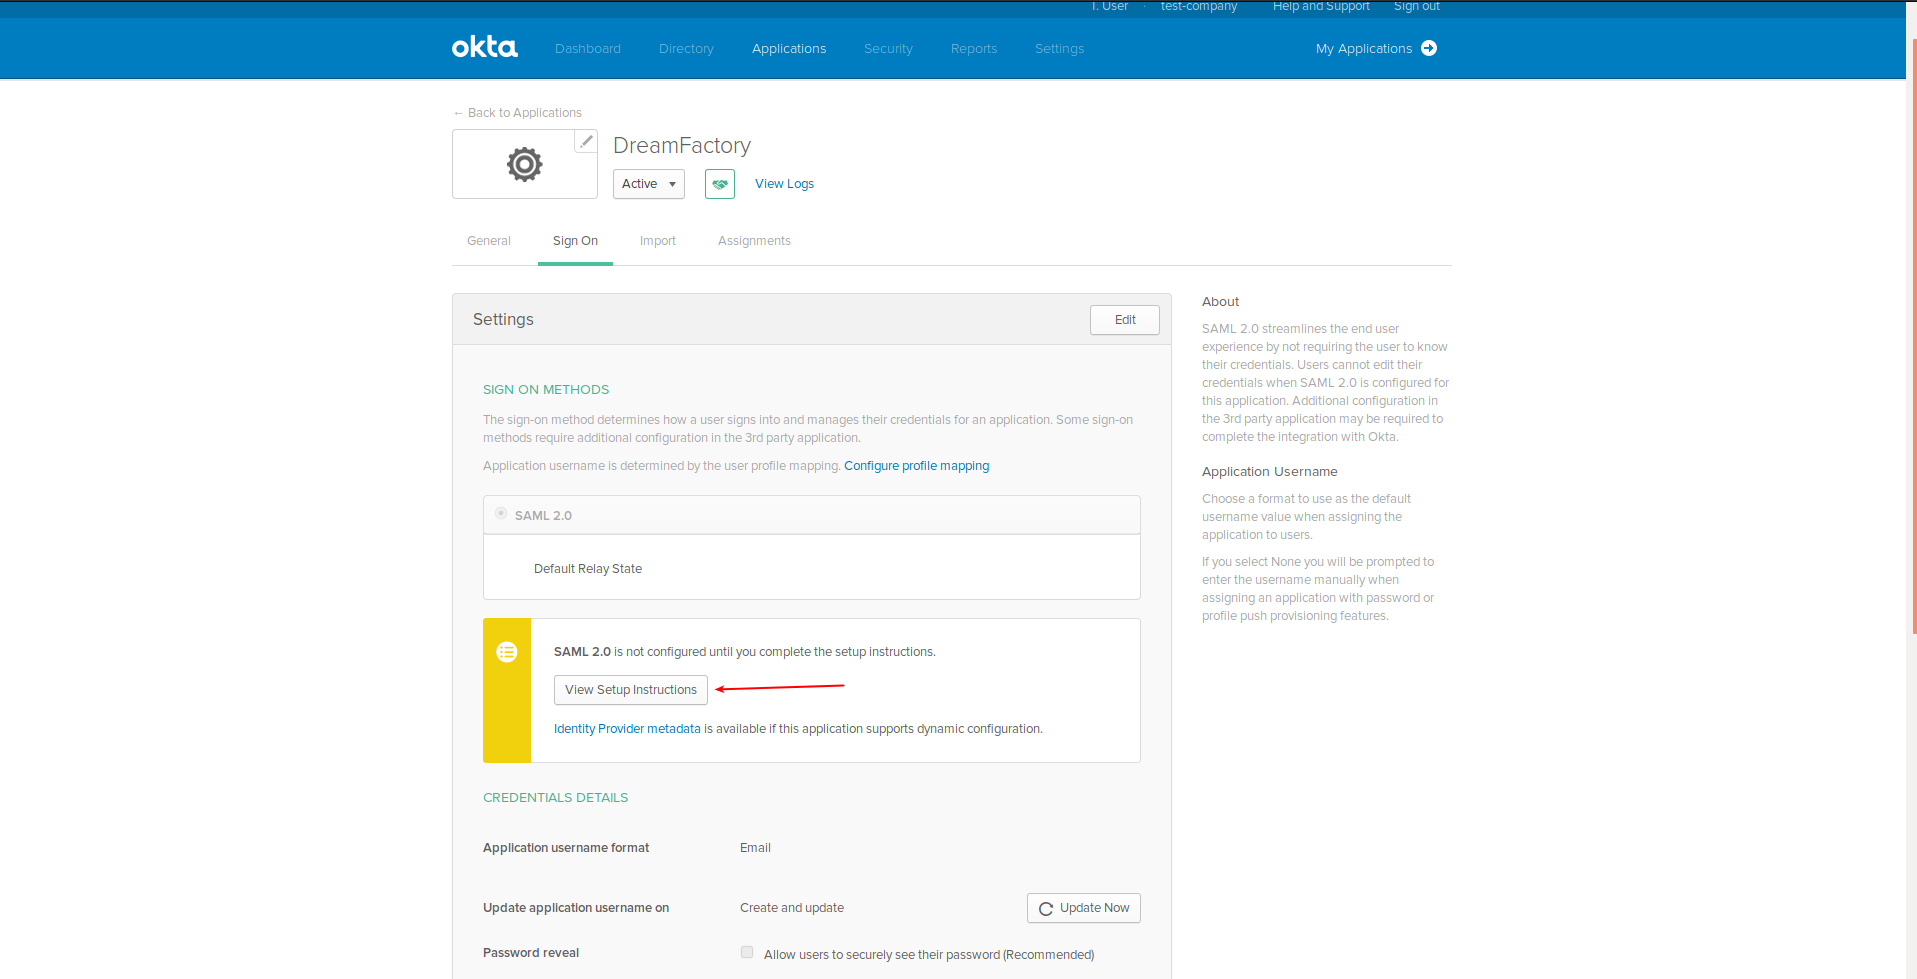 T. User · test-company Help and Support Sign out
okta Dashboard Directory Applications Security Reports Settings My Applications
← Back to Applications
DreamFactory
Active View Logs
General Sign On Import Assignments
Settings Edit
SIGN ON METHODS
The sign-on method determines how a user signs into and manages their credentials for an application. Some sign-on
methods require additional configuration in the 3rd party application.
Application username is determined by the user profile mapping. Configure profile mapping
SAML 2.0
Default Relay State
SAML 2.0 is not configured until you complete the setup instructions.
View Setup Instructions
Identity Provider metadata is available if this application supports dynamic configuration.
CREDENTIALS DETAILS
Application username format Email
Update application username on Create and update Update Now
Password reveal Allow users to securely see their password (Recommended)
About
SAML 2.0 streamlines the end user
experience by not requiring the user to know
their credentials. Users cannot edit their
credentials when SAML 2.0 is configured for
this application. Additional configuration in
the 3rd party application may be required to
complete the integration with Okta.
Application Username
Choose a format to use as the default
username value when assigning the
application to users.
If you select None you will be prompted to
enter the username manually when
assigning an application with password or
profile push provisioning features.